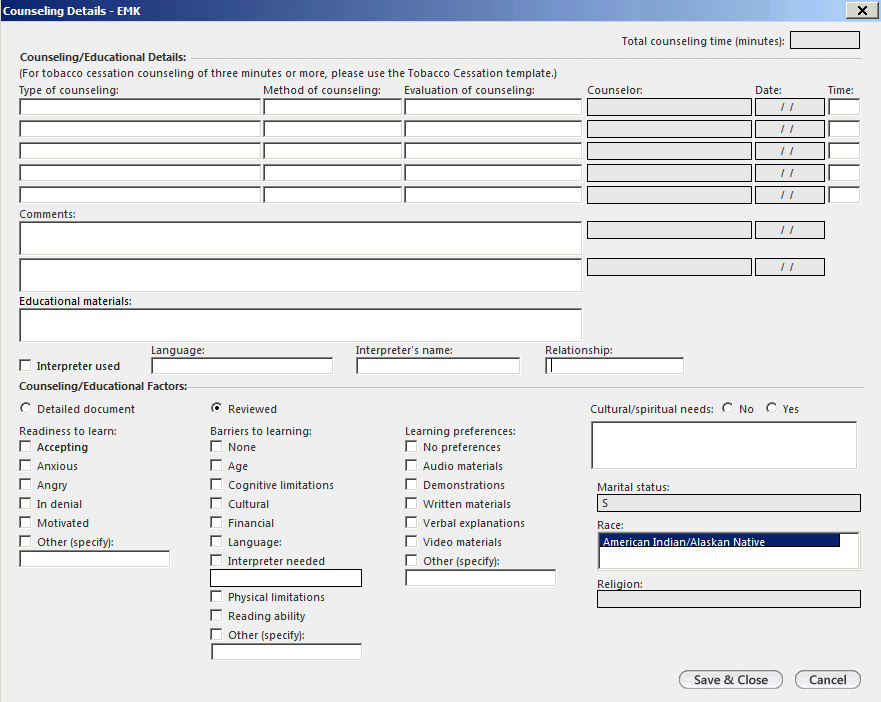 Counseling Details - EMK
Total counseling time (minutes):
Counseling/Educational Details:
(For tobacco cessation counseling of three minutes or more, please use the Tobacco Cessation template.)
Type of counseling: Method of counseling: Evaluation of counseling: Counselor: Date: Time:
/ /
/ /
/ /
/ /
/ /
Comments:
/ /
/ /
Educational materials:
Interpreter used Language: Interpreter's name: Relationship:
Counseling/Educational Factors:
Detailed document Reviewed Cultural/spiritual needs: No Yes
Readiness to learn:
Accepting
Anxious
Angry
In denial
Motivated
Other (specify):
Barriers to learning:
None
Age
Cognitive limitations
Cultural
Financial
Language:
Interpreter needed
Physical limitations
Reading ability
Other (specify):
Learning preferences:
No preferences
Audio materials
Demonstrations
Written materials
Verbal explanations
Video materials
Other (specify):
Marital status:
S
Race:
American Indian/Alaskan Native
Religion:
Save & Close Cancel